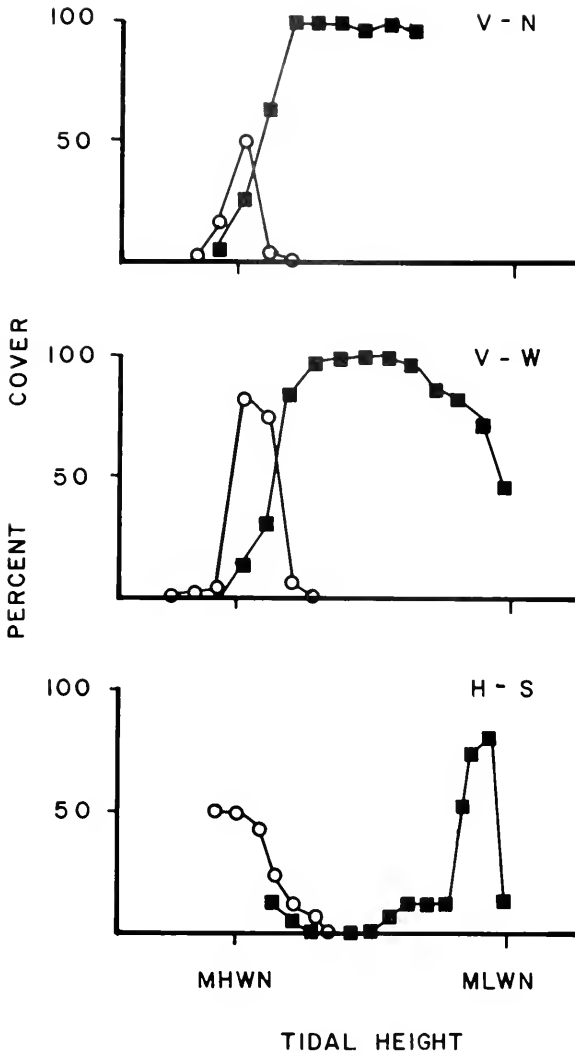 100
V - N
50
100
V - W
50
PERCENT COVER
100
H - S
50
MHWN
MLWN
TIDAL HEIGHT